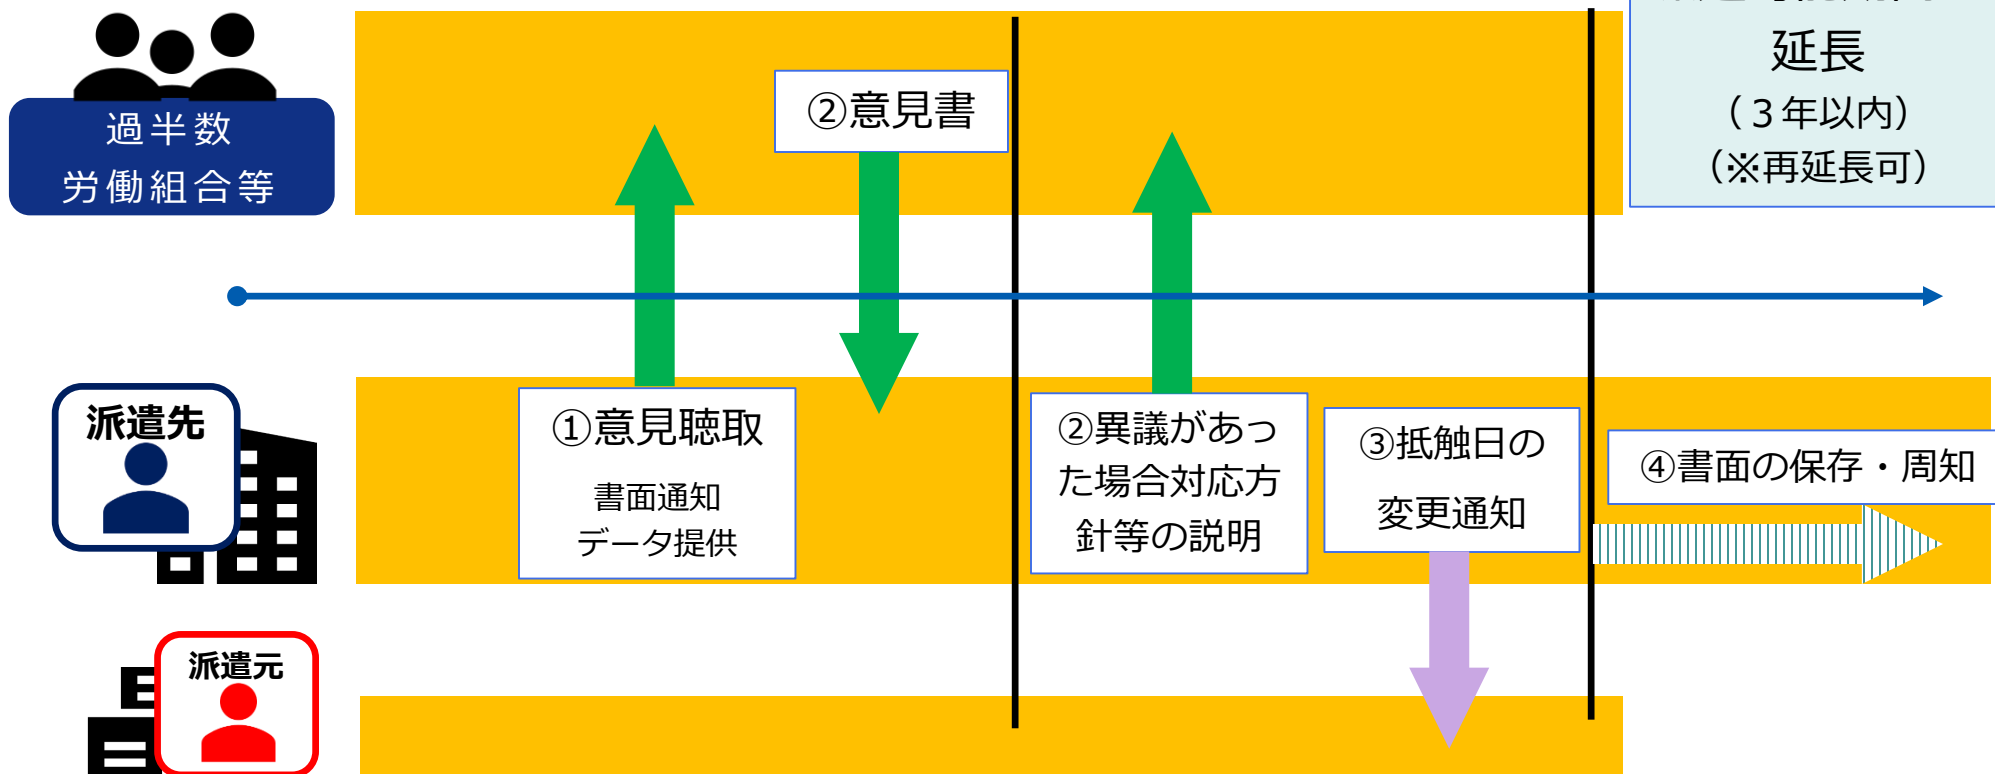 延長
（３年以内）
（※再延長可）
過半数
労働組合等
②意見書
派遣先
①意見聴取
書面通知
データ提供
②異議があっ
た場合対応方
針等の説明
③抵触日の
変更通知
④書面の保存・周知
派遣元